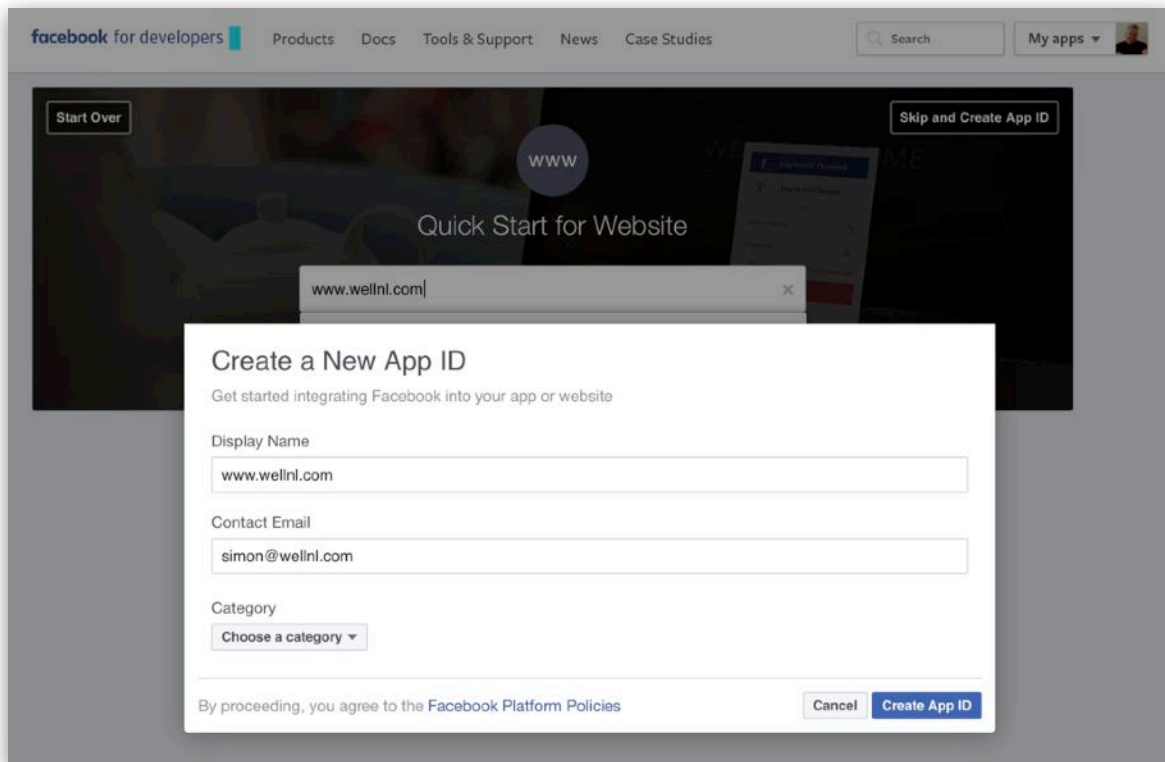 facebook for developers Products Docs Tools & Support News Case Studies Search My apps
Start Over Skip and Create App ID
www
Quick Start for Website
www.wellnl.com
Create a New App ID
Get started integrating Facebook into your app or website
Display Name
www.wellnl.com
Contact Email
simon@wellnl.com
Category
Choose a category
By proceeding, you agree to the Facebook Platform Policies Cancel Create App ID